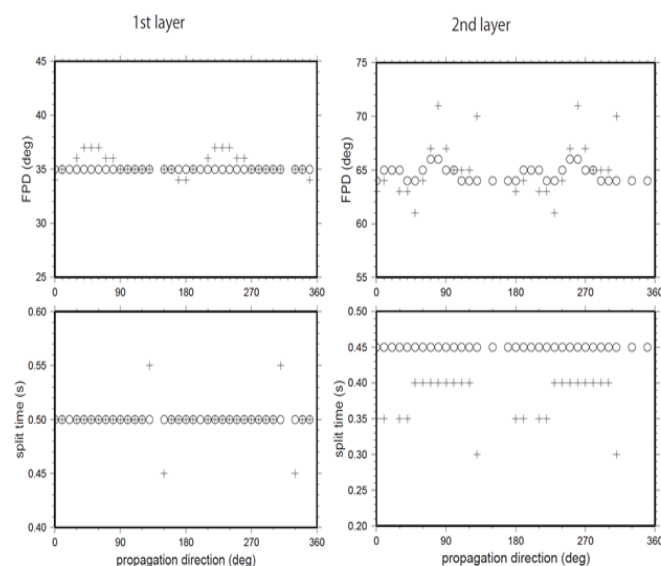 1st layer
2nd layer
45
40
35
30
25
FPD (deg)
0 90 180 270 360
75
70
65
60
55
FPD (deg)
0 90 180 270 360
0.60
0.55
0.50
0.45
0.40
split time (s)
0 90 180 270 360
propagation direction (deg)
0.50
0.45
0.40
0.35
0.30
0.25
0.20
split time (s)
0 90 180 270 360
propagation direction (deg)